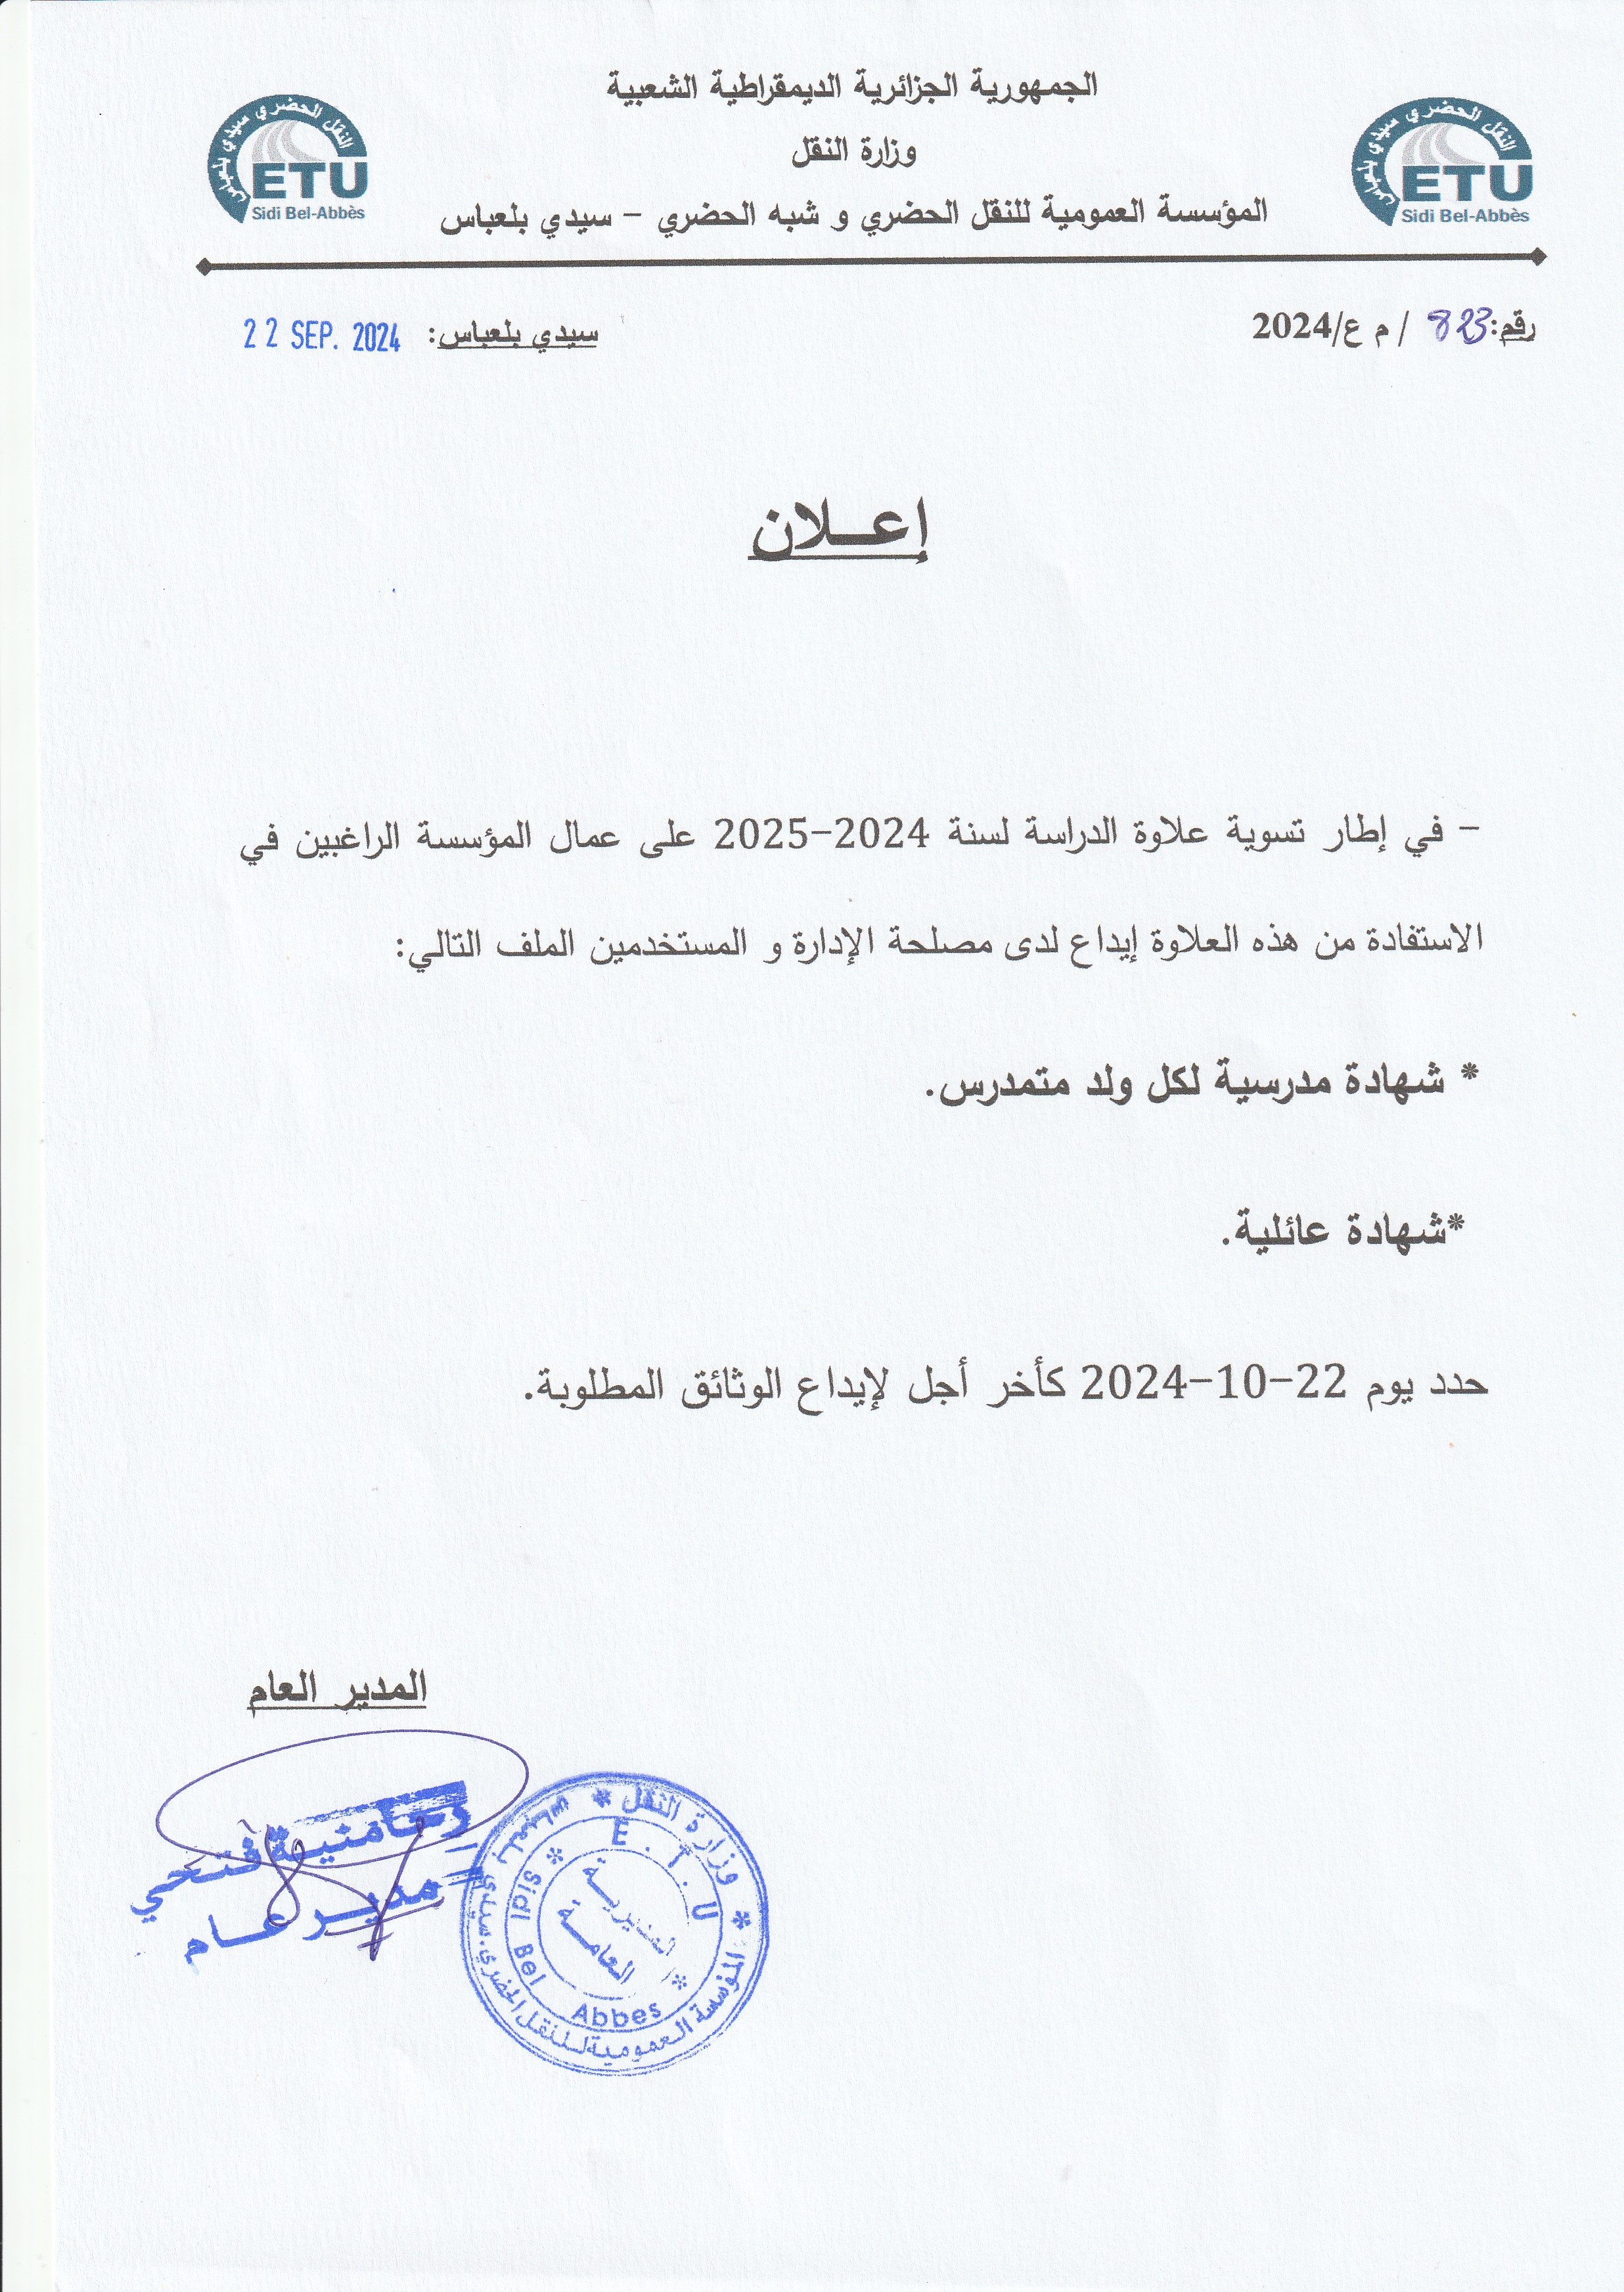 الجمهورية الجزائرية الديمقراطية الشعبية
وزارة النقل
المؤسسة العمومية للنقل الحضري و شبه الحضري – سيدي بلعباس
النقل الحضري سيدي بلعباس
ETU
Sidi Bel-Abbès
النقل الحضري سيدي بلعباس
ETU
Sidi Bel-Abbès
رقم: 823 / م ع/2024
سيدي بلعباس: 22 SEP. 2024
إعــلان
– في إطار تسوية علاوة الدراسة لسنة 2024–2025 على عمال المؤسسة الراغبين في
الاستفادة من هذه العلاوة إيداع لدى مصلحة الإدارة و المستخدمين الملف التالي:
* شهادة مدرسية لكل ولد متمدرس.
*شهادة عائلية.
حدد يوم 22–10–2024 كأخر أجل لإيداع الوثائق المطلوبة.
المدير العام
فتحي
مدير عام
وزارة النقل * المؤسسة العمومية للنقل الحضري. سيدي بلعباس *
E . T . U * Sidi Bel Abbes *
المديرية
العامة